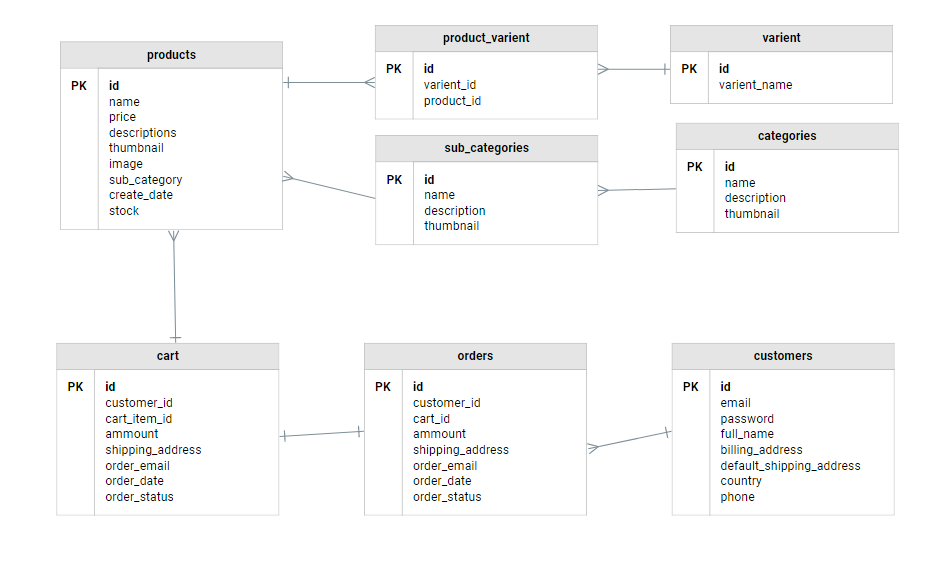 products
PK id
name
price
descriptions
thumbnail
image
sub_category
create_date
stock
product_varient
PK id
varient_id
product_id
varient
PK id
varient_name
sub_categories
PK id
name
description
thumbnail
categories
PK id
name
description
thumbnail
cart
PK id
customer_id
cart_item_id
ammount
shipping_address
order_email
order_date
order_status
orders
PK id
customer_id
cart_id
ammount
shipping_address
order_email
order_date
order_status
customers
PK id
email
password
full_name
billing_address
default_shipping_address
country
phone